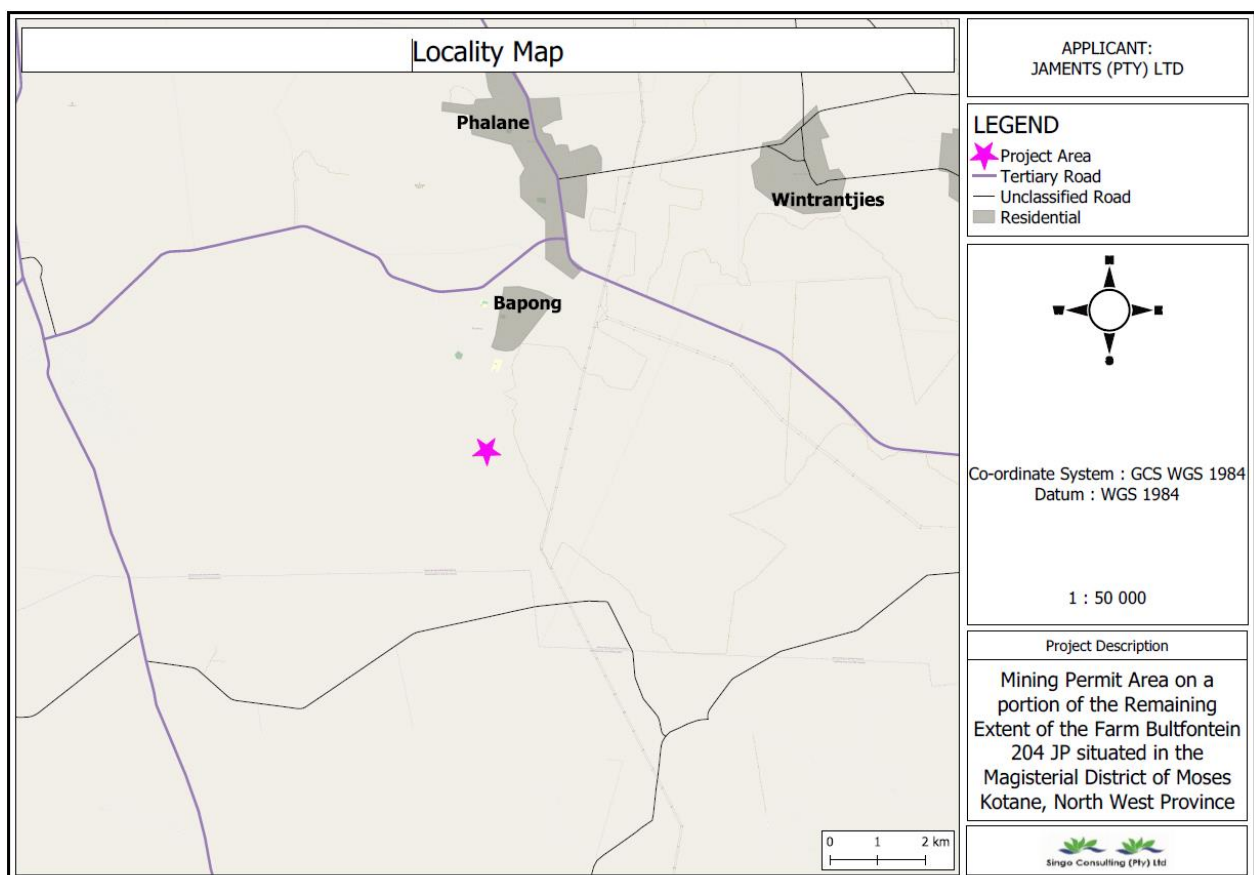 Locality Map
Phalane
Wintrantjies
Bapong
0 1 2 km
APPLICANT:
JAMENTS (PTY) LTD
LEGEND
Project Area
Tertiary Road
Unclassified Road
Residential
Co-ordinate System : GCS WGS 1984
Datum : WGS 1984
1 : 50 000
Project Description
Mining Permit Area on a
portion of the Remaining
Extent of the Farm Bultfontein
204 JP situated in the
Magisterial District of Moses
Kotane, North West Province
Singo Consulting (Pty) Ltd